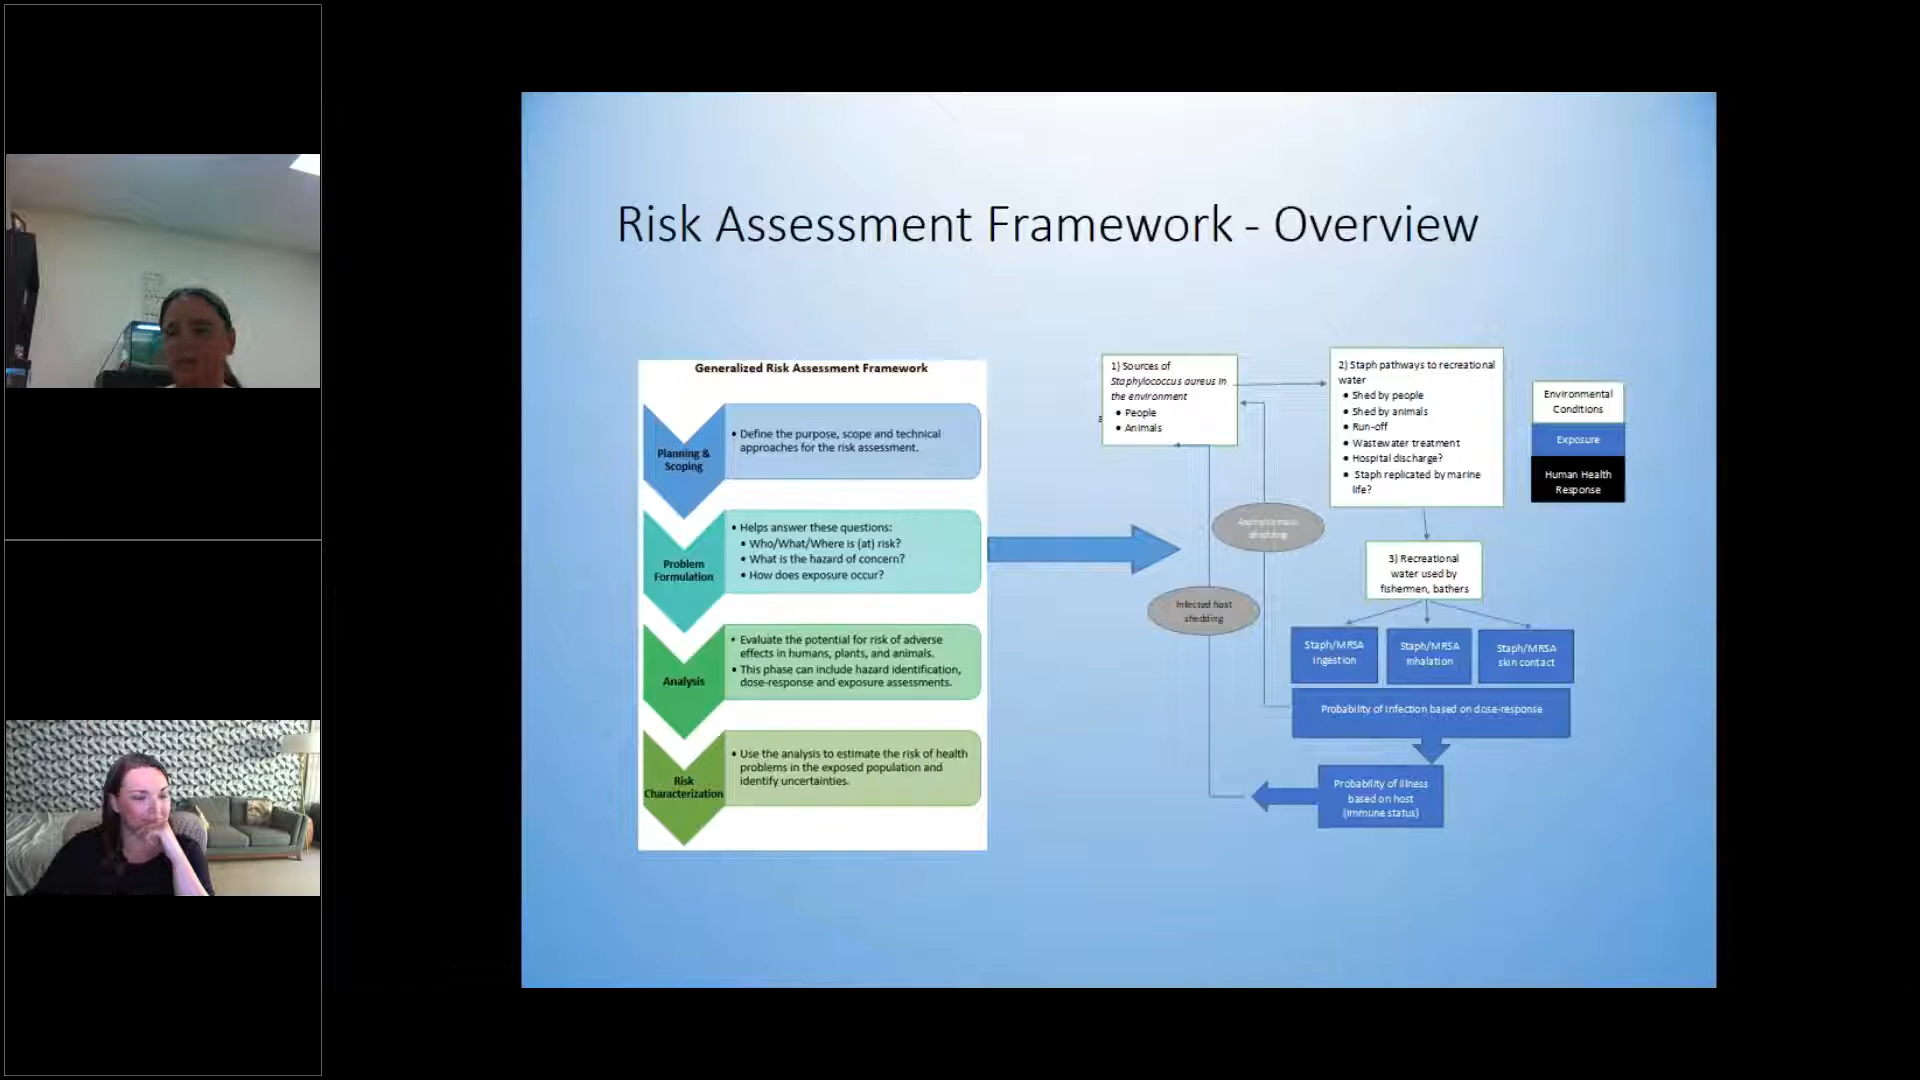 Risk Assessment Framework - Overview
Generalized Risk Assessment Framework
Planning &
Scoping
• Define the purpose, scope and technical
approaches for the risk assessment.
Problem
Formulation
• Helps answer these questions:
• Who/What/Where is (at) risk?
• What is the hazard of concern?
• How does exposure occur?
Analysis
• Evaluate the potential for risk of adverse
effects in humans, plants, and animals.
• This phase can include hazard identification,
dose-response and exposure assessments.
Risk
Characterization
• Use the analysis to estimate the risk of health
problems in the exposed population and
identify uncertainties.
1) Sources of
Staphylococcus aureus in
the environment
• People
• Animals
2) Staph pathways to recreational
water
• Shed by people
• Shed by animals
• Run-off
• Wastewater treatment
• Hospital discharge?
• Staph replicated by marine
life?
Environmental
Conditions
Exposure
Human Health
Response
shedding
3) Recreational
water used by
fishermen, bathers
Infected host
shedding
Staph/MRSA
ingestion
Staph/MRSA
inhalation
Staph/MRSA
skin contact
Probability of infection based on dose-response
Probability of illness
based on host
(immune status)